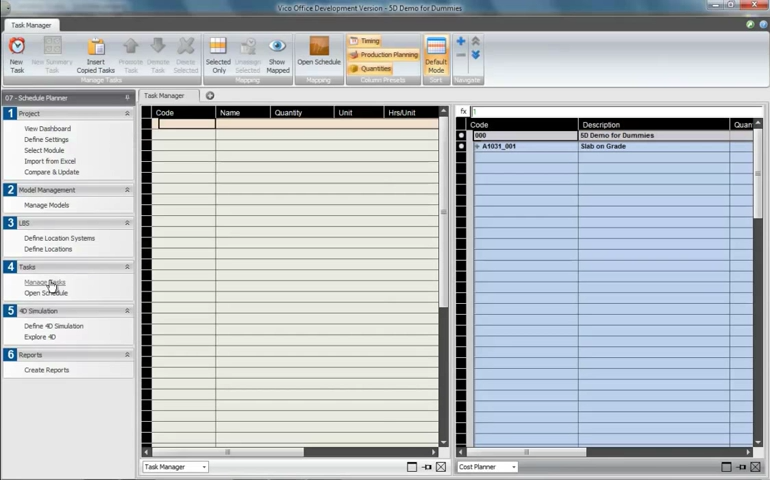 Vico Office Development Version - 5D Demo for Dummies
Task Manager
New Task
New Summary Task
Insert Copied Tasks
Promote Task
Demote Task
Delete Selected
Manage Tasks
Selected Only
Unassign Selected
Show Mapped
Mapping
Open Schedule
Mapping
Timing
Production Planning
Quantities
Column Presets
Default Mode
Sort
Navigate
07 - Schedule Planner
1 Project
View Dashboard
Define Settings
Select Module
Import from Excel
Compare & Update
2 Model Management
Manage Models
3 LBS
Define Location Systems
Define Locations
4 Tasks
Manage Tasks
Open Schedule
5 4D Simulation
Define 4D Simulation
Explore 4D
6 Reports
Create Reports
Task Manager
Code Name Quantity Unit Hrs/Unit
Task Manager
fx
Code Description Quan
000 5D Demo for Dummies
+ A1031_001 Slab on Grade
Cost Planner